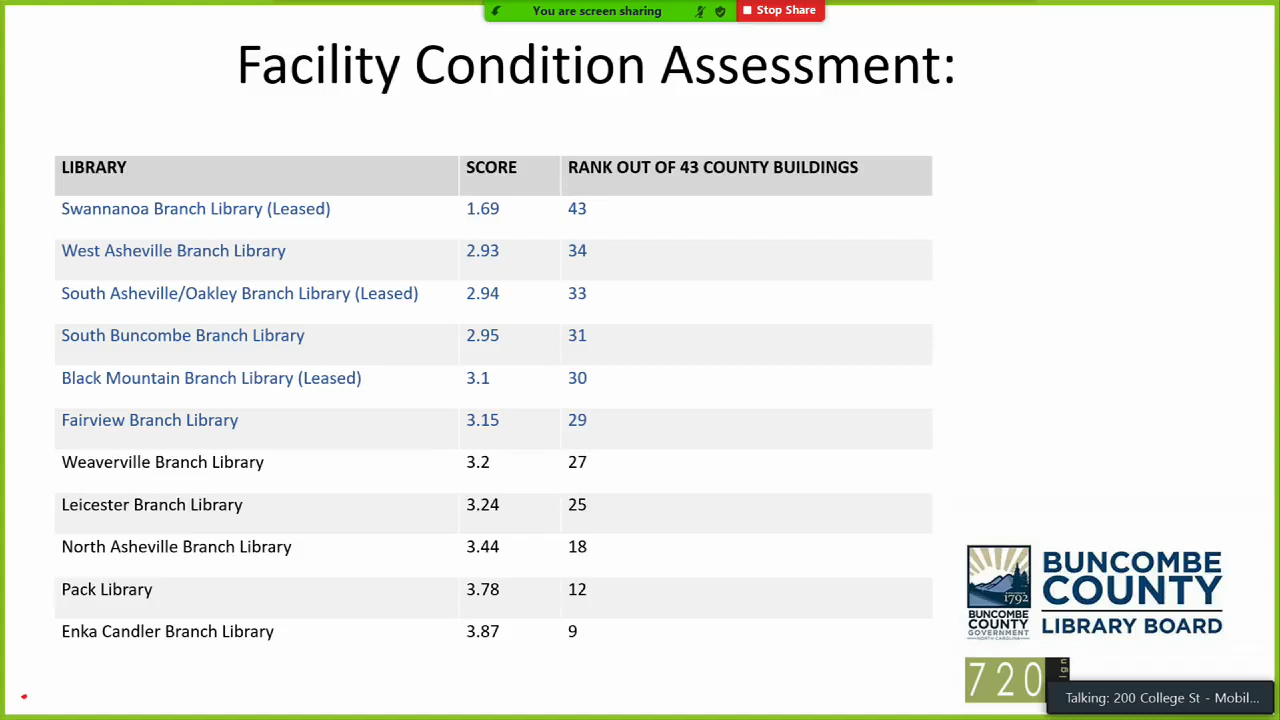 You are screen sharing
Stop Share
Facility Condition Assessment:
LIBRARY SCORE RANK OUT OF 43 COUNTY BUILDINGS
Swannanoa Branch Library (Leased) 1.69 43
West Asheville Branch Library 2.93 34
South Asheville/Oakley Branch Library (Leased) 2.94 33
South Buncombe Branch Library 2.95 31
Black Mountain Branch Library (Leased) 3.1 30
Fairview Branch Library 3.15 29
Weaverville Branch Library 3.2 27
Leicester Branch Library 3.24 25
North Asheville Branch Library 3.44 18
Pack Library 3.78 12
Enka Candler Branch Library 3.87 9
1792
BUNCOMBE
COUNTY
GOVERNMENT
NORTH CAROLINA
BUNCOMBE
COUNTY
LIBRARY BOARD
720
Talking: 200 College St - Mobil...